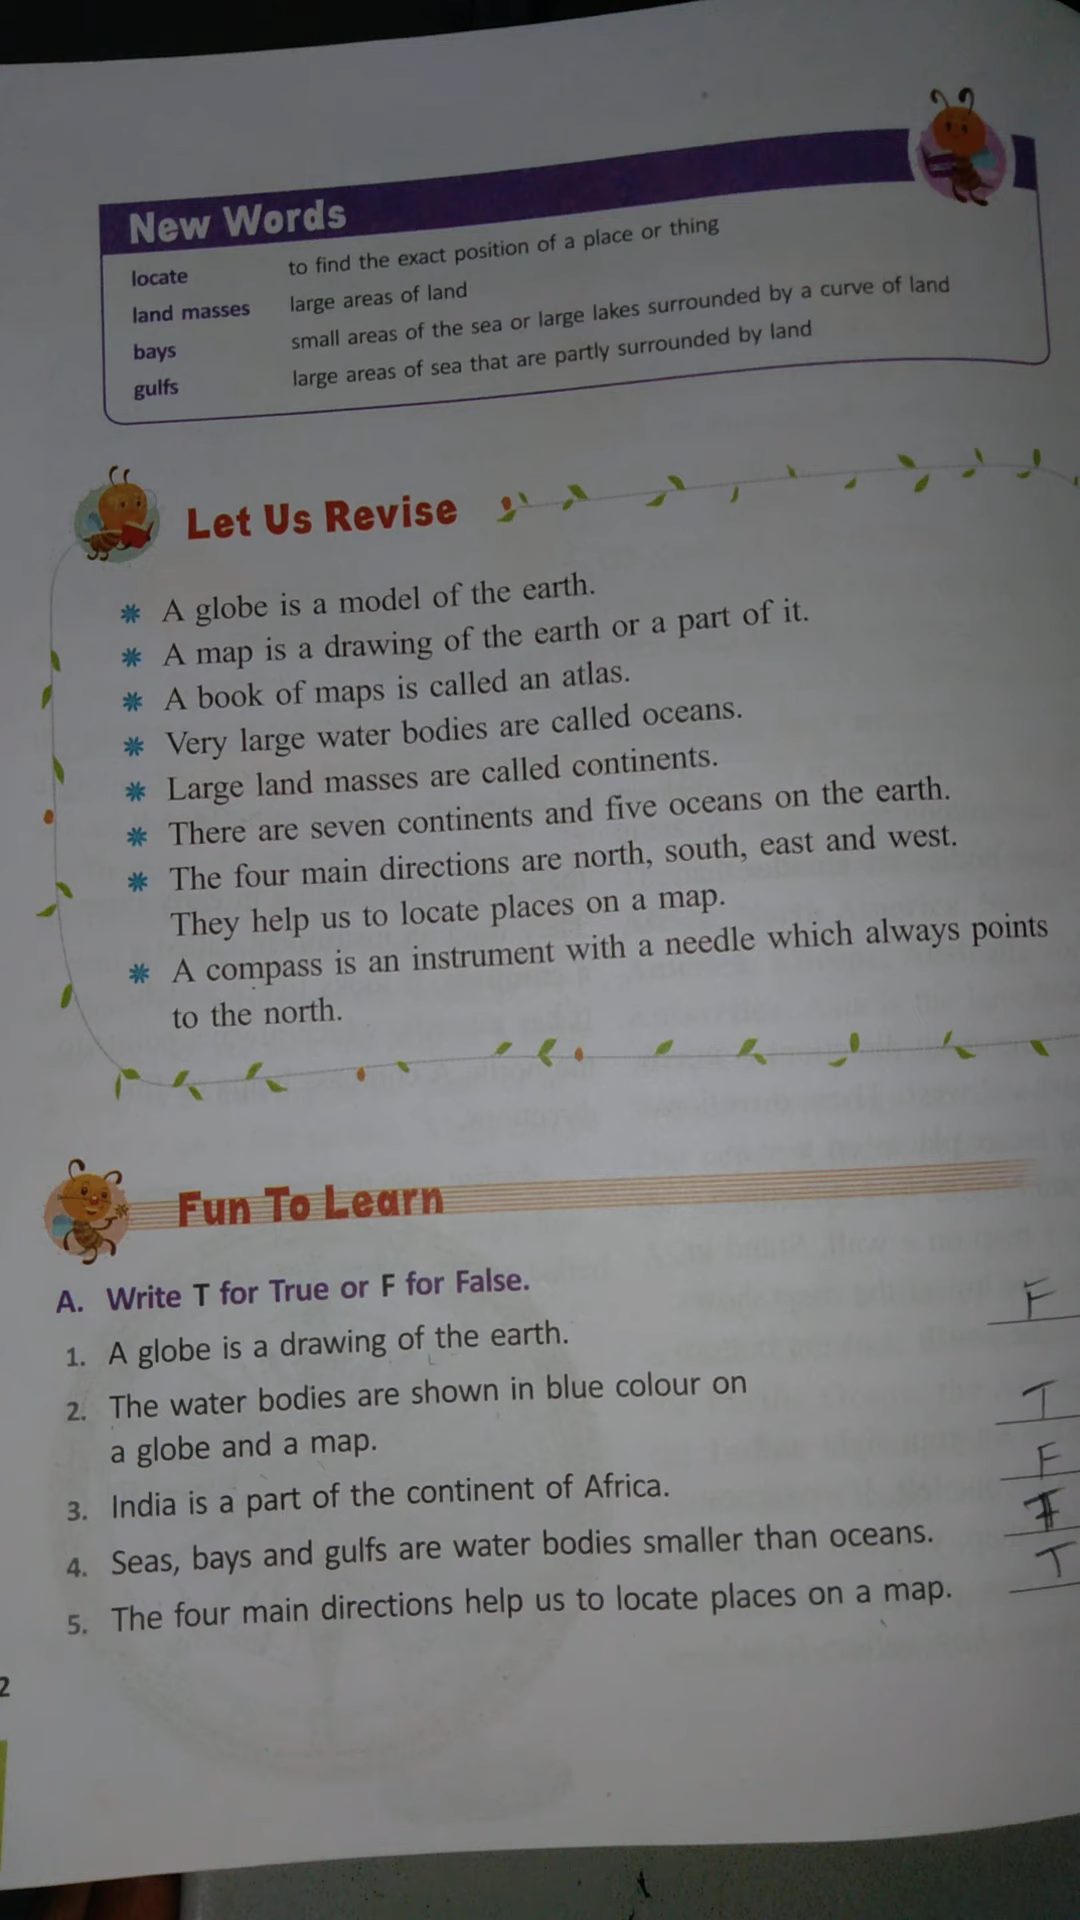 New Words
locate to find the exact position of a place or thing
land masses large areas of land
bays small areas of the sea or large lakes surrounded by a curve of land
gulfs large areas of sea that are partly surrounded by land
Let Us Revise
A globe is a model of the earth.
A map is a drawing of the earth or a part of it.
A book of maps is called an atlas.
Very large water bodies are called oceans.
Large land masses are called continents.
There are seven continents and five oceans on the earth.
The four main directions are north, south, east and west.
They help us to locate places on a map.
A compass is an instrument with a needle which always points
to the north.
Fun To Learn
A. Write T for True or F for False.
1. A globe is a drawing of the earth. F
2. The water bodies are shown in blue colour on
a globe and a map. T
3. India is a part of the continent of Africa. F
4. Seas, bays and gulfs are water bodies smaller than oceans.
5. The four main directions help us to locate places on a map. T
2